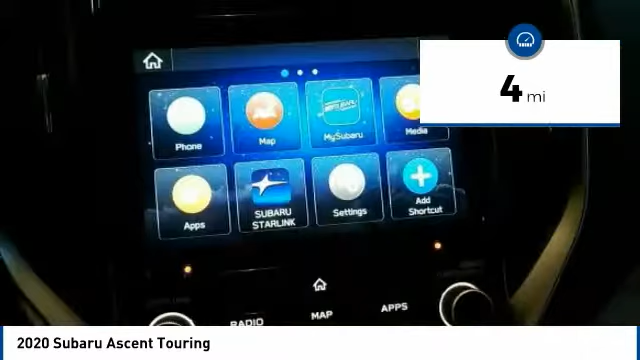 4 mi
Phone
Map
MySubaru
Media
Apps
SUBARU
STARLINK
Settings
Add
Shortcut
RADIO
MAP
APPS
2020 Subaru Ascent Touring